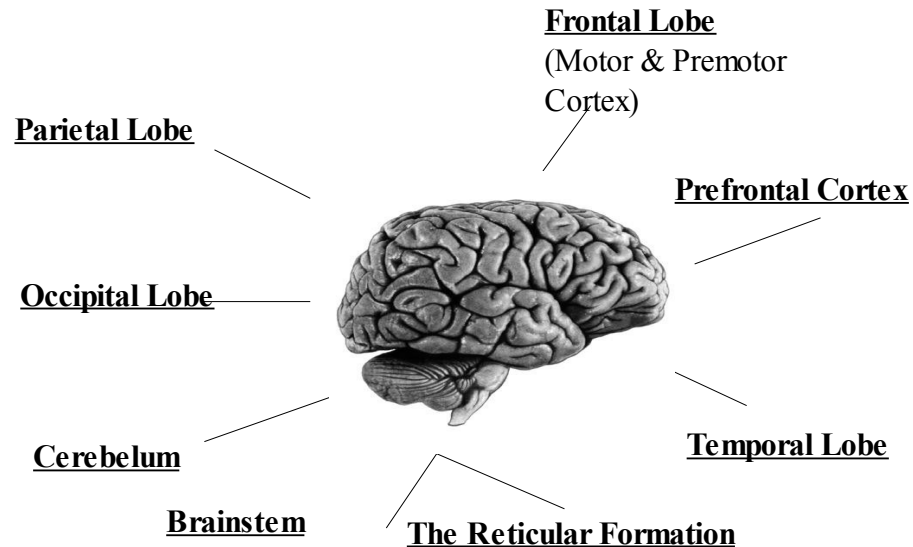 Frontal Lobe
(Motor & Premotor
Cortex)
Parietal Lobe
Prefrontal Cortex
Occipital Lobe
Cerebelum
Temporal Lobe
Brainstem
The Reticular Formation